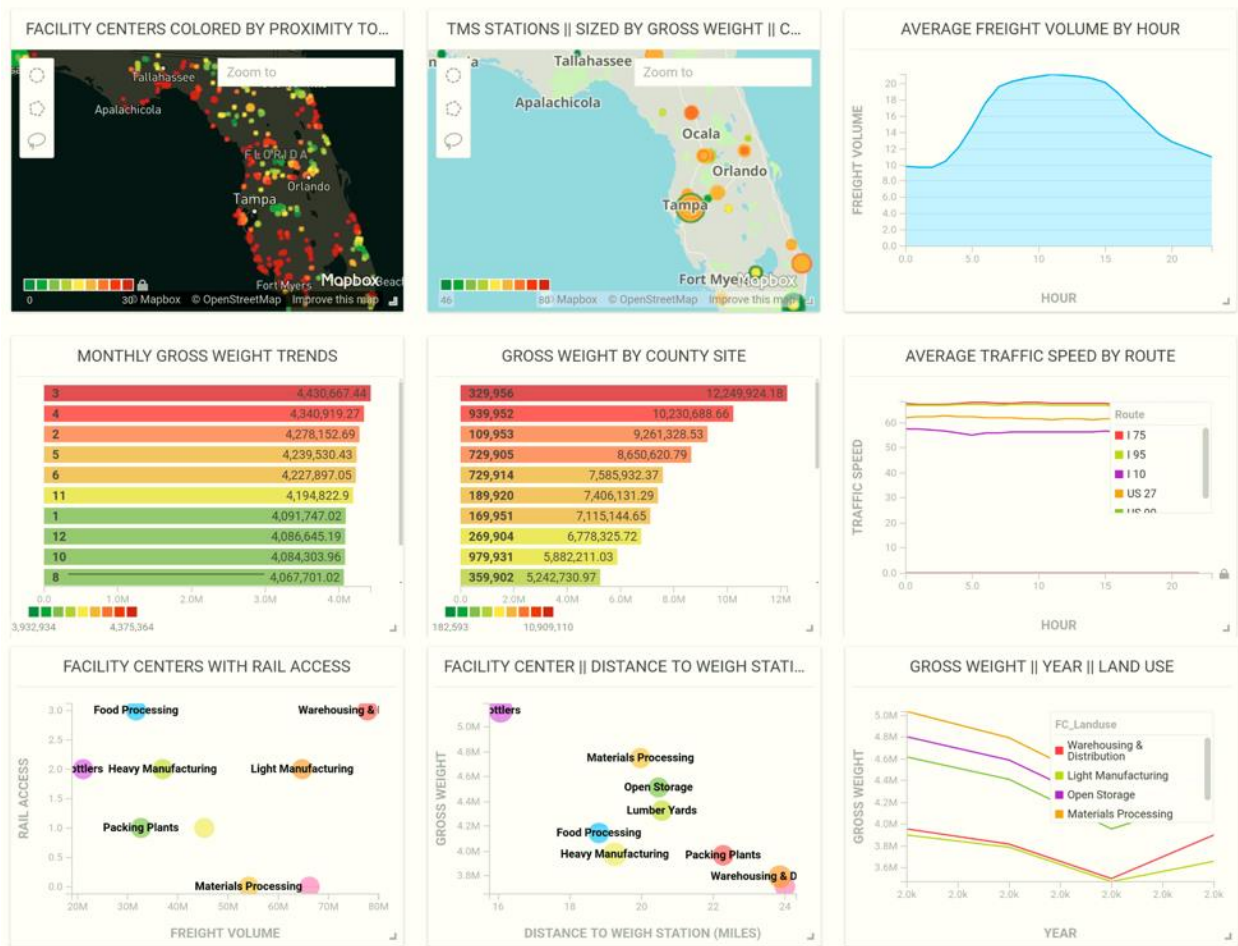 FACILITY CENTERS COLORED BY PROXIMITY TO...
Zoom to
Tallahassee
Apalachicola
FLORIDA
Orlando
Tampa
Fort Myers
Mapbox
0 30
© Mapbox © OpenStreetMap Improve this map
TMS STATIONS || SIZED BY GROSS WEIGHT || C...
Zoom to
Tallahassee
Apalachicola
Ocala
Orlando
Tampa
Fort Mye
Mapbox
46 80
© Mapbox © OpenStreetMap Improve this map
AVERAGE FREIGHT VOLUME BY HOUR
FREIGHT VOLUME
20
18
16
14
12
10.0
8.0
6.0
4.0
2.0
0.0
0.0 5.0 10 15 20
HOUR
MONTHLY GROSS WEIGHT TRENDS
3 4,430,667.44
4 4,340,919.27
2 4,278,152.69
5 4,239,530.43
6 4,227,897.05
11 4,194,822.9
1 4,091,747.02
12 4,086,645.19
10 4,084,303.96
8 4,067,701.02
0.0 1.0M 2.0M 3.0M 4.0M
3,932,934 4,375,364
GROSS WEIGHT BY COUNTY SITE
329,956 12,249,924.18
939,952 10,230,688.66
109,953 9,261,328.53
729,905 8,650,620.79
729,914 7,585,932.37
189,920 7,406,131.29
169,951 7,115,144.65
269,904 6,778,325.72
979,931 5,882,211.03
359,902 5,242,730.97
0.0 2.0M 4.0M 6.0M 8.0M 10.0M 12M
182,593 10,909,110
AVERAGE TRAFFIC SPEED BY ROUTE
TRAFFIC SPEED
60
50
40
30
20
10
0.0
0.0 5.0 10 15 20
HOUR
Route
I 75
I 95
I 10
US 27
FACILITY CENTERS WITH RAIL ACCESS
RAIL ACCESS
3.0
2.5
2.0
1.5
1.0
0.5
0.0
Food Processing
Warehousing &
ottlers
Heavy Manufacturing
Light Manufacturing
Packing Plants
Materials Processing
20M 30M 40M 50M 60M 70M 80M
FREIGHT VOLUME
FACILITY CENTER || DISTANCE TO WEIGH STATI...
GROSS WEIGHT
5.0M
4.8M
4.6M
4.4M
4.2M
4.0M
3.8M
ottlers
Materials Processing
Open Storage
Lumber Yards
Food Processing
Heavy Manufacturing
Packing Plants
Warehousing & D
16 18 20 22 24
DISTANCE TO WEIGH STATION (MILES)
GROSS WEIGHT || YEAR || LAND USE
GROSS WEIGHT
5.0M
4.8M
4.6M
4.4M
4.2M
4.0M
3.8M
3.6M
FC_Landuse
Warehousing &
Distribution
Light Manufacturing
Open Storage
Materials Processing
2.0k 2.0k 2.0k 2.0k 2.0k 2.0k 2.0k
YEAR